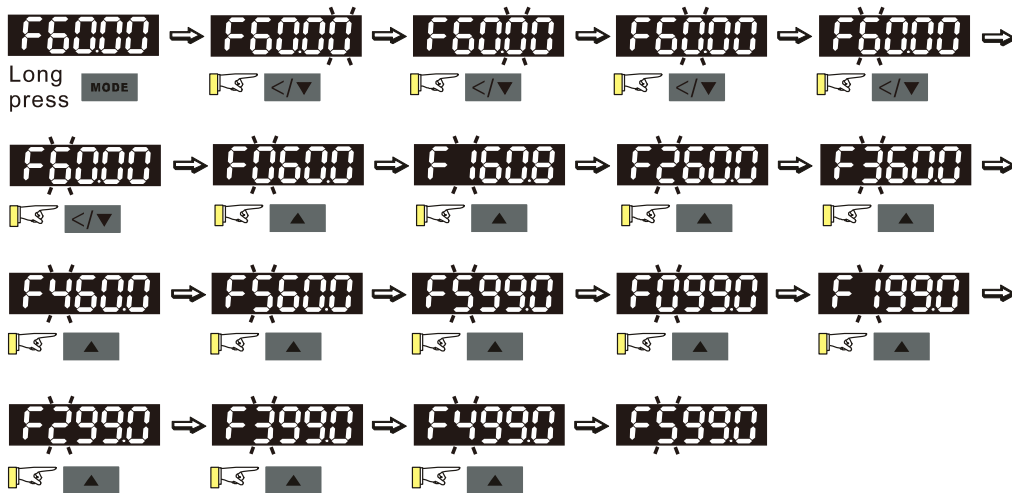 F60.00 F60.00 F60.00 F60.00 F60.00
Long
press MODE </▼ </▼ </▼ </▼
F60.00 F060.0 F160.8 F260.0 F360.0
</▼ ▲ ▲ ▲ ▲
F460.0 F560.0 F599.0 F099.0 F199.0
▲ ▲ ▲ ▲ ▲
F299.0 F399.0 F499.0 F599.0
▲ ▲ ▲